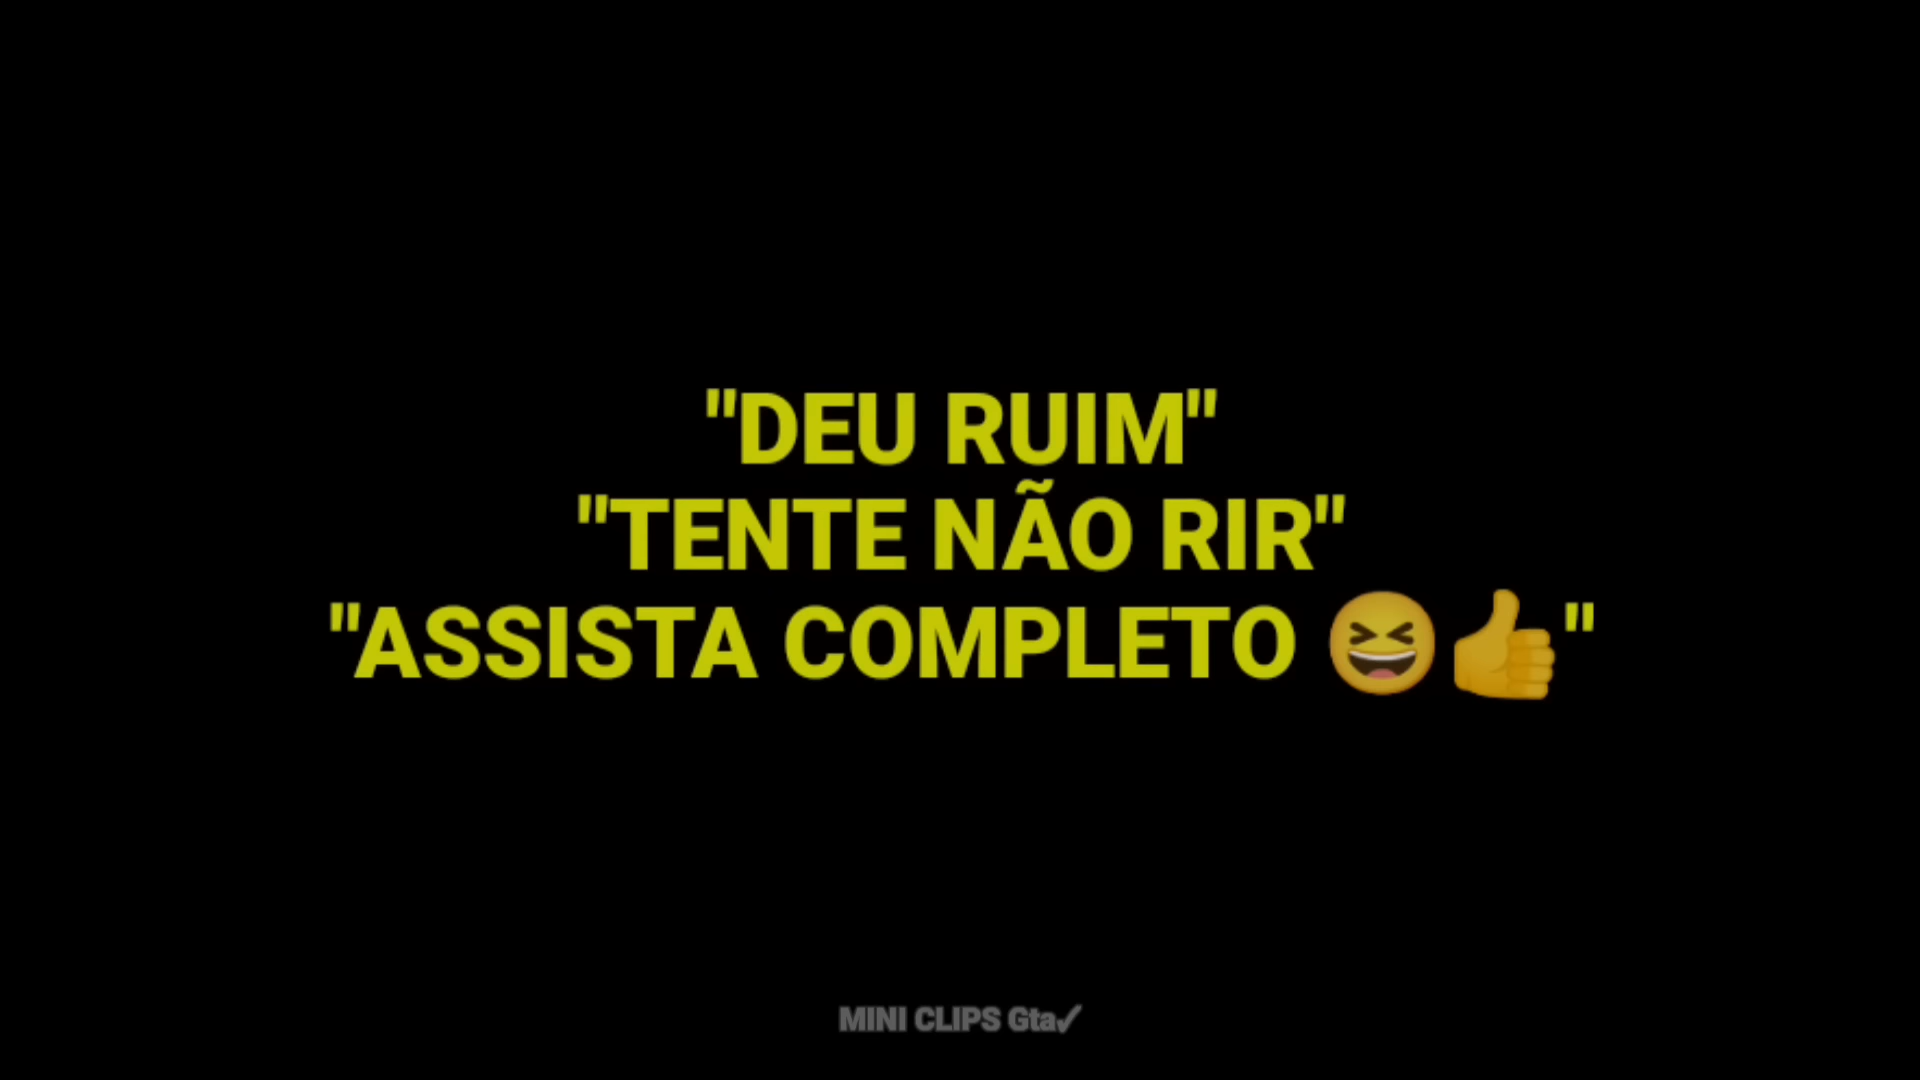 "DEU RUIM"
"TENTE NÃO RIR"
"ASSISTA COMPLETO 😆👍"
MINI CLIPS Gta✓